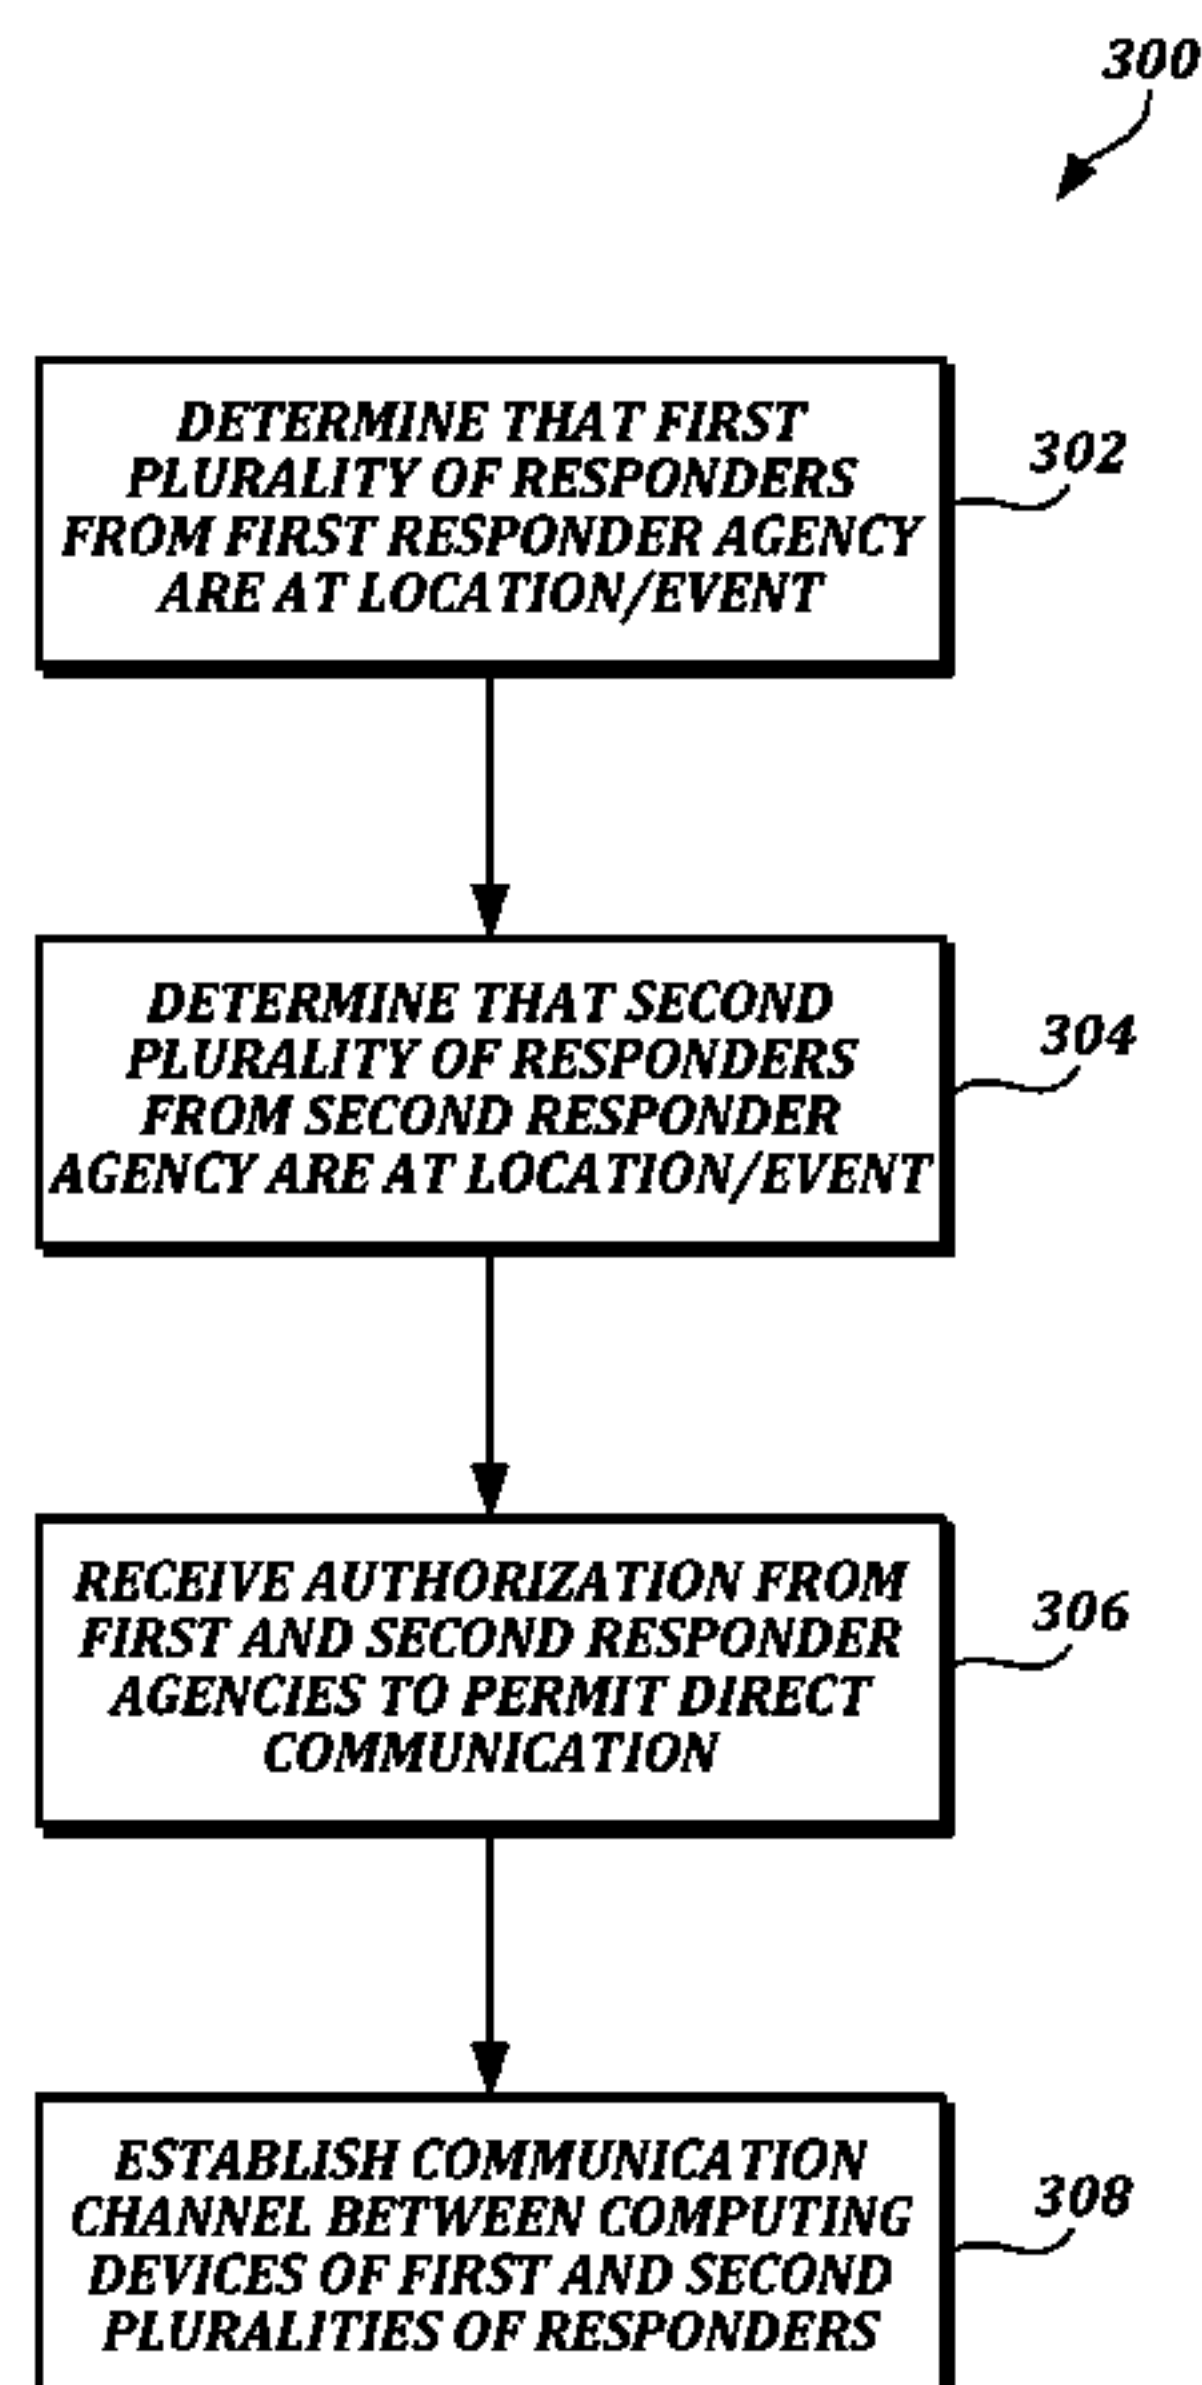 300
DETERMINE THAT FIRST
PLURALITY OF RESPONDERS
FROM FIRST RESPONDER AGENCY
ARE AT LOCATION/EVENT
302
DETERMINE THAT SECOND
PLURALITY OF RESPONDERS
FROM SECOND RESPONDER
AGENCY ARE AT LOCATION/EVENT
304
RECEIVE AUTHORIZATION FROM
FIRST AND SECOND RESPONDER
AGENCIES TO PERMIT DIRECT
COMMUNICATION
306
ESTABLISH COMMUNICATION
CHANNEL BETWEEN COMPUTING
DEVICES OF FIRST AND SECOND
PLURALITIES OF RESPONDERS
308